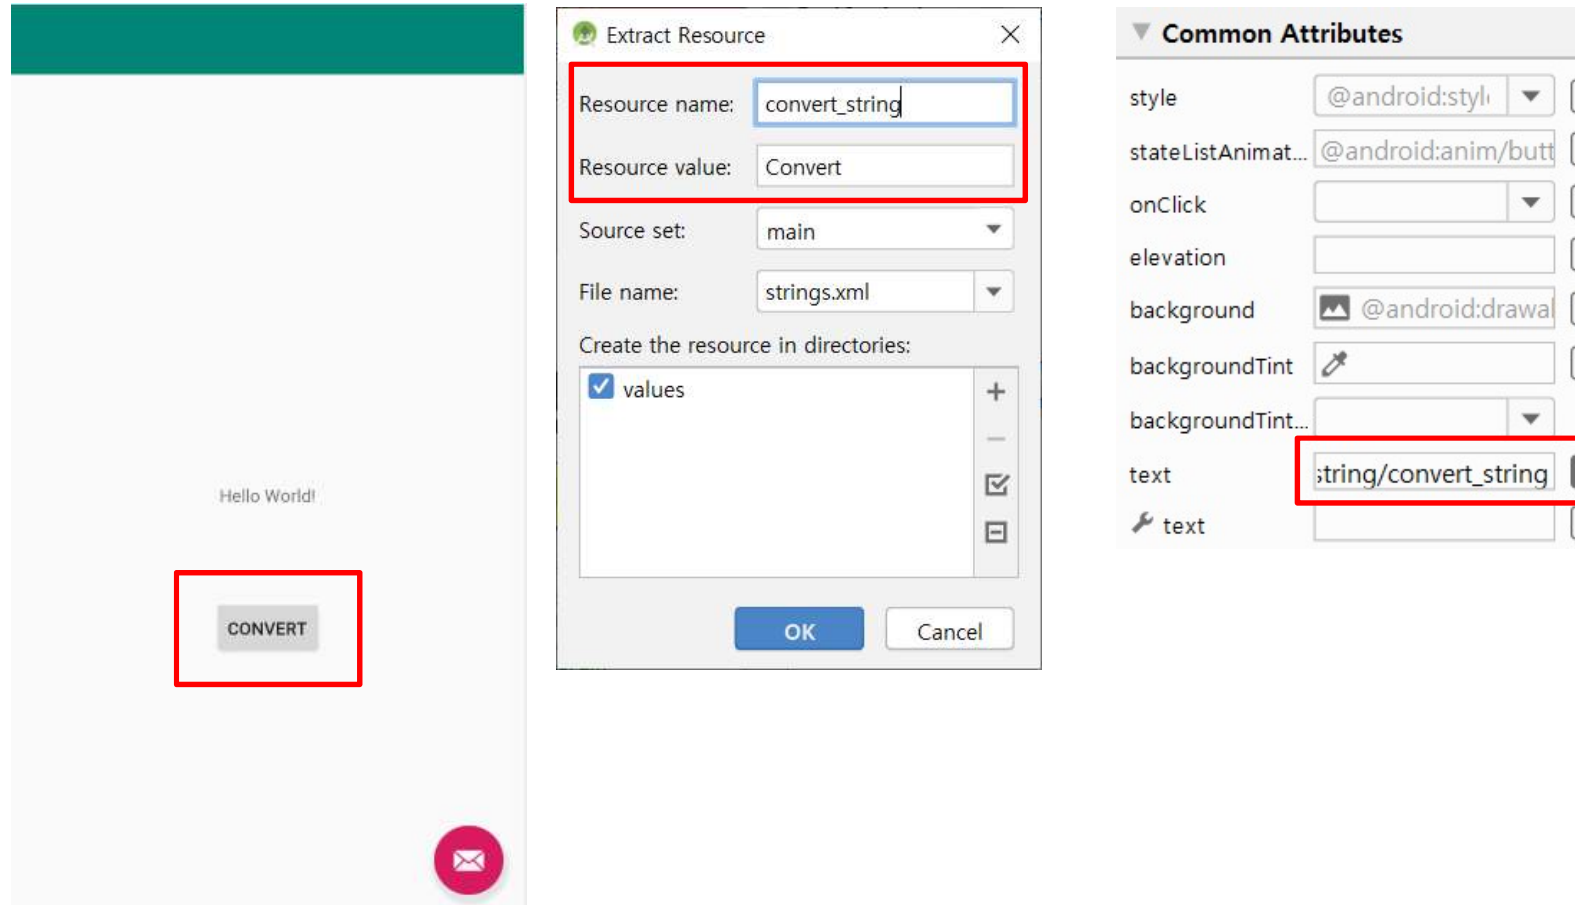 Hello World!
CONVERT
Extract Resource
Resource name: convert_string
Resource value: Convert
Source set: main
File name: strings.xml
Create the resource in directories:
values
OK Cancel
Common Attributes
style @android:styl
stateListAnimat... @android:anim/butt
onClick
elevation
background @android:drawal
backgroundTint
backgroundTint...
text string/convert_string
text